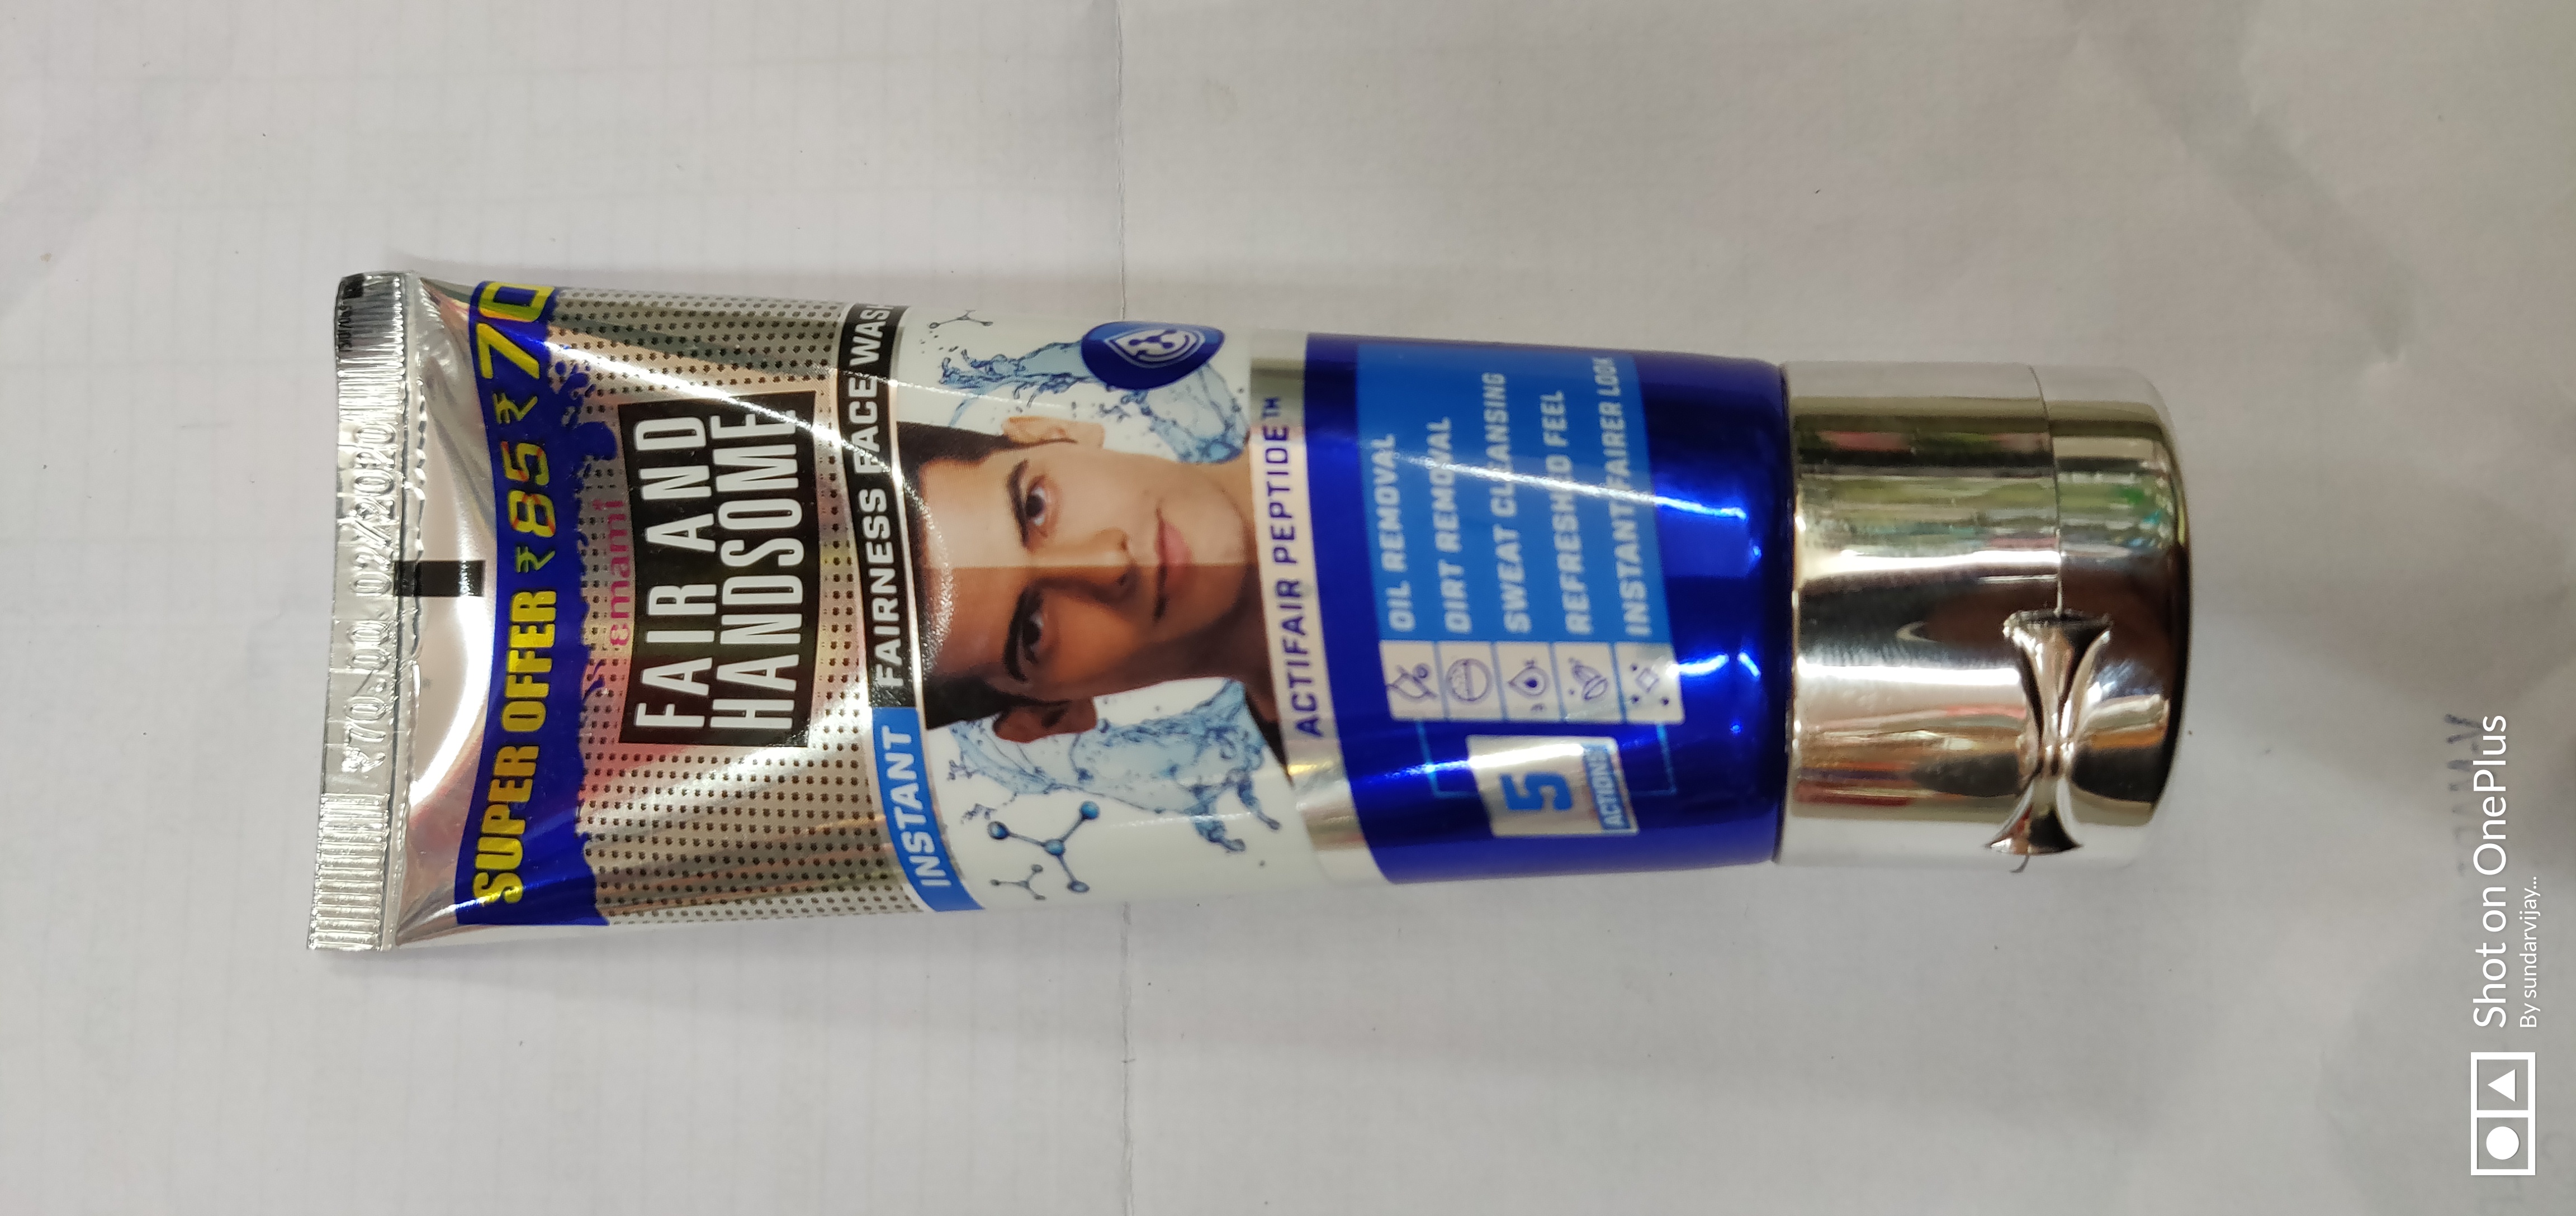 ₹70.00 02/2020
SUPER OFFER ₹85 ₹70
emami
FAIR AND
HANDSOME
INSTANT FAIRNESS FACE WASH
ACTIFAIR PEPTIDE™
5
ACTIONS
OIL REMOVAL
DIRT REMOVAL
SWEAT CLEANSING
REFRESHED FEEL
INSTANT FAIRER LOOK
Shot on OnePlus
By sundarvijay...